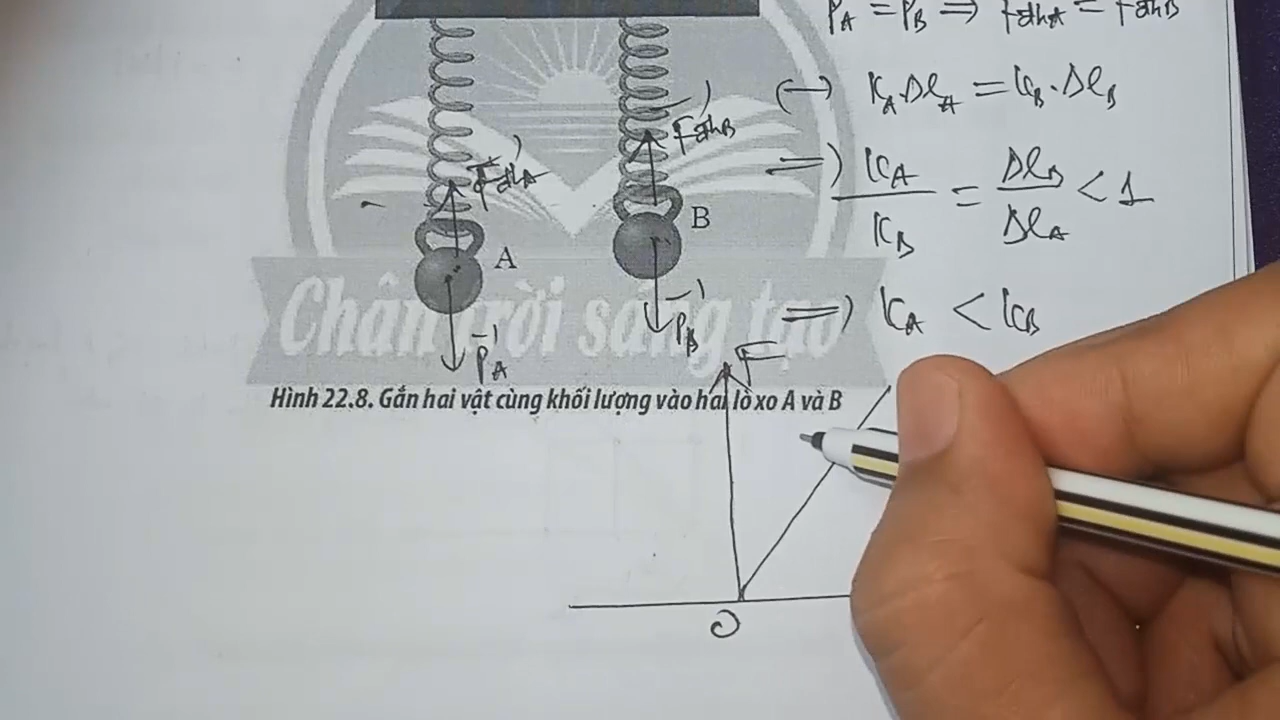 P_A = P_B => F_đhA = F_đhB
<-> K_A.Δl_A = K_B.Δl_B
=> K_A/K_B = Δl_B/Δl_A < 1
=> K_A < K_B
F_đhA
F_đhB
A
B
P_A
P_B
Chân trời sáng tạo
F
Hình 22.8. Gắn hai vật cùng khối lượng vào hai lò xo A và B
O